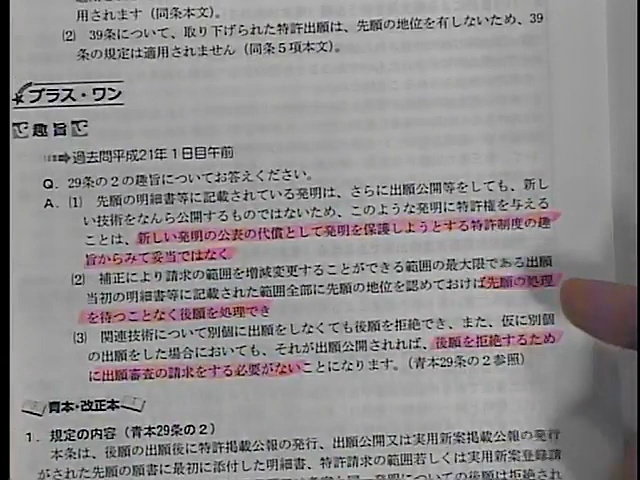 用されます（同条本文）。
(2) 39条について、取り下げられた特許出願は、先願の地位を有しないため、39
条の規定は適用されません（同条５項本文）。
プラス・ワン
趣旨
過去問平成21年１日目午前
Q．29条の２の趣旨についてお答えください。
A．(1) 先願の明細書等に記載されている発明は、さらに出願公開等をしても、新し
い技術をなんら公開するものではないため、このような発明に特許権を与える
ことは、新しい発明の公表の代償として発明を保護しようとする特許制度の趣
旨からみて妥当ではなく
(2) 補正により請求の範囲を増減変更することができる範囲の最大限である出願
当初の明細書等に記載された範囲全部に先願の地位を認めておけば先願の処理
を待つことなく後願を処理でき
(3) 関連技術について別個に出願をしなくても後願を拒絶でき、また、仮に別個
の出願をした場合においても、それが出願公開されれば、後願を拒絶するため
に出願審査の請求をする必要がないことになります。（青本29条の２参照）
青本・改正本
１．規定の内容（青本29条の２）
本条は、後願の出願後に特許掲載公報の発行、出願公開又は実用新案掲載公報の発行
がされた先願の願書に最初に添付した明細書、特許請求の範囲若しくは実用新案登録請